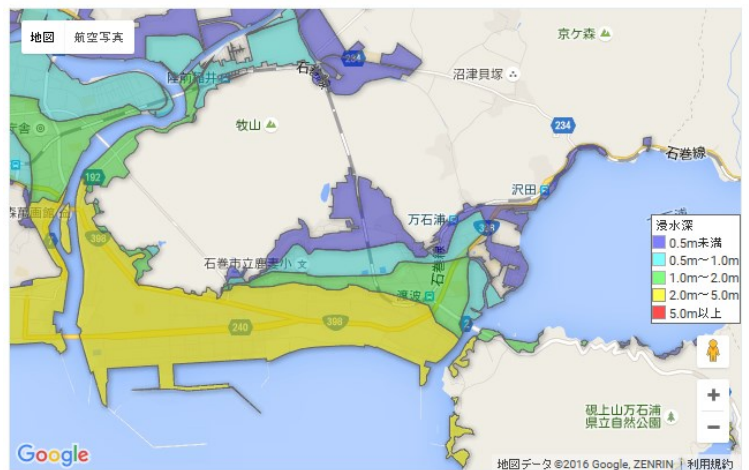 地図 航空写真
京ケ森
234
石巻
陸前稲井
沼津貝塚
牧山
234
石巻線
192
沢田
万石浦
398
398
浸水深
0.5m未満
0.5m～1.0m
1.0m～2.0m
2.0m～5.0m
5.0m以上
石巻線
渡波
240
398
2
硯上山万石浦
県立自然公園
Google
地図データ ©2016 Google, ZENRIN 利用規約